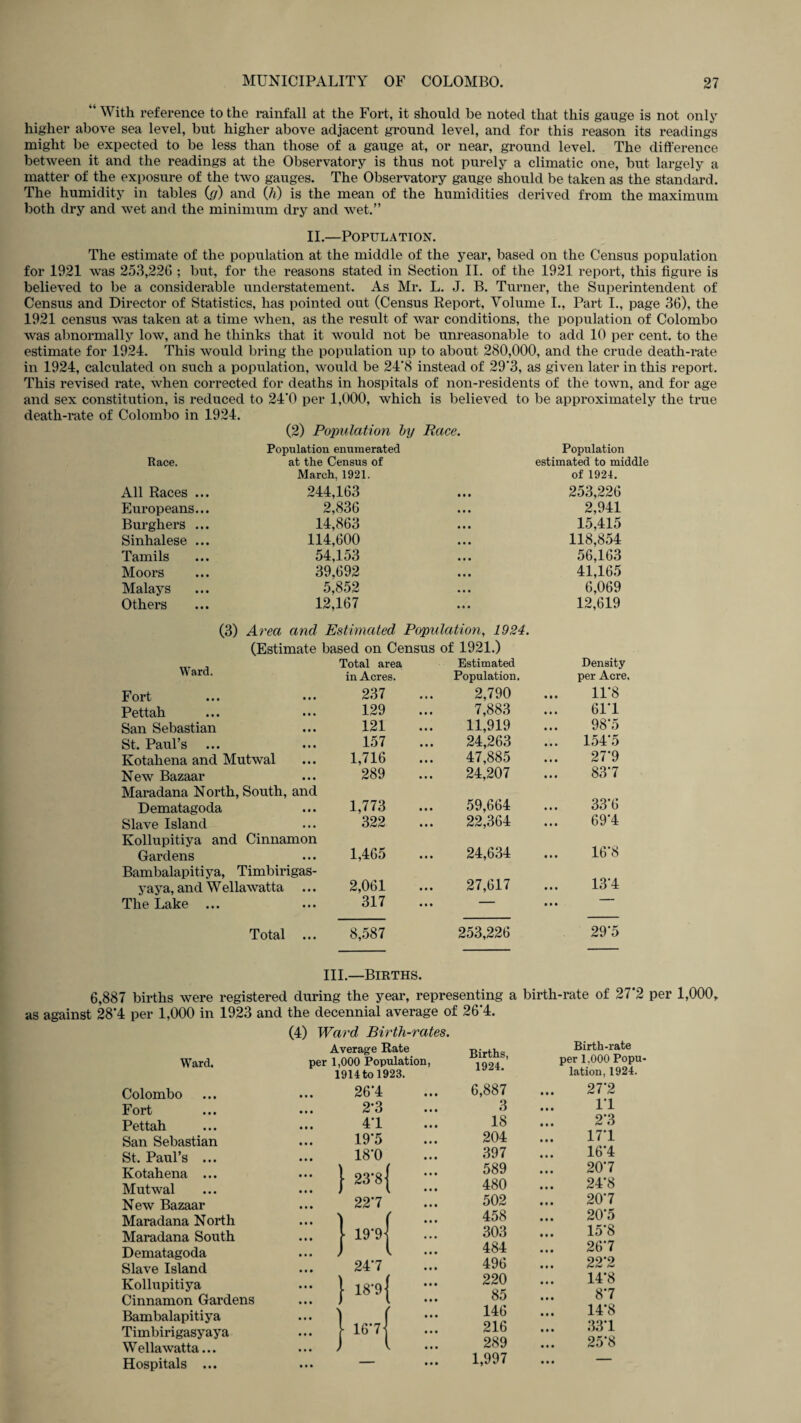 MUNICIPALITY OF COLOMBO. 27
“ With reference to the rainfall at the Fort, it should be noted that this gauge is not only
higher above sea level, but higher above adjacent ground level, and for this reason its readings
might be expected to be less than those of a gauge at, or near, ground level. The difference
between it and the readings at the Observatory is thus not purely a climatic one, but largely a
matter of the exposure of the two gauges. The Observatory gauge should be taken as the standard.
The humidity in tables (g) and (h) is the mean of the humidities derived from the maximum
both dry and wet and the minimum dry and wet.”
II.—POPULATION.
The estimate of the population at the middle of the year, based on the Census population
for 1921 was 253,226 ; but, for the reasons stated in Section II. of the 1921 report, this figure is
believed to be a considerable understatement. As Mr. L. J. B. Turner, the Superintendent of
Census and Director of Statistics, has pointed out (Census Report, Volume I., Part I., page 36), the
1921 census was taken at a time when, as the result of war conditions, the population of Colombo
was abnormally low, and he thinks that it would not be unreasonable to add 10 per cent. to the
estimate for 1924. This would bring the population up to about 280,000, and the crude death-rate
in 1924, calculated on such a population, would be 24·8 instead of 29·3, as given later in this report.
This revised rate, when corrected for deaths in hospitals of non-residents of the town, and for age
and sex constitution, is reduced to 24·0 per 1,000, which is believed to be approximately the true
death-rate of Colombo in 1924.
(2) Population by Race.
Race. Population enumerated at the Census of March, 1921. Population estimated to middle of 1924.
All Races ... 244,163 ... 253,226
Europeans... 2,836 ... 2,941
Burghers ... 14,863 ... 15,415
Sinhalese ... 114,600 ... 118,854
Tamils ... 54,153 ... 56,163
Moors ... 39,692 ... 41,165
Malays ... 5,852 ... 6,069
Others ... 12,167 ... 12,619
(3) Area and Estimated Population, 1924.
(Estimate based on Census of 1921.)
Ward. Total area in Acres. Estimated Population. Density per Acre.
Fort ... ... 237 ... 2,790 ... 11·8
Pettah ... ... 129 ... 7,883 ... 61·1
San Sebastian ... 121 ... 11,919 ... 98·5
St. Paul's ... ... 157 ... 24,263 ... 154·5
Kotahena and Mutwal ... 1,716 ... 47,885 ... 27·9
New Bazaar ... 289 ... 24,207 ... 83·7
Maradana North, South, and
Dematagoda ... 1,773 ... 59,664 ... 33·6
Slave Island ... 322 ... 22,364 ... 69·4
Kollupitiya and Cinnamon
Gardens ... 1,465 ... 24,634 ... 16·8
Bambalapitiya, Timbirigas-
yaya, and Wellawatta ... 2,061 ... 27,617 ... 13·4
The Lake ... ... 317 ... — ... —
Total ... 8,587 253,226 29·5
III.—BIRTHS.
6,887 births were registered during the year, representing a birth-rate of 27·2 per 1,000,
as against 28·4 per 1,000 in 1923 and the decennial average of 26·4.
(4) Ward Birth-rates.
Ward. Average Rate per 1,000 Population, 1914 to 1923. Births, 1924. Birth-rate per 1,000 Population, 1924.
Colombo ... ... 26·4 ... 6,887 ... 27·2
Fort ... ... 2·3 ... 3 ... 1·1
Pettah ... ... 4·1 ... 18 ... 2·3
San Sebastian ... 19·5 ... 204 ... 17·1
St. Paul's ... ... 18·0 ... 397 ... 16·4
Kotahena ... ... } 23·8 { ... 589 ... 20·7
Mutwal ... ... ... 480 ... 24·8
New Bazaar ... 22·7 ... 502 ... 20·7
Maradana North ... ... 458 ... 20·5
Maradana South ... } 19·9 { ... 303 ... 15·8
Dematagoda ... ... 484 ... 26·7
Slave Island ... 24·7 ... 496 ... 22·2
Kollupitiya ... } 18·9 { ... 220 ... 14·8
Cinnamon Gardens ... ... 85 ... 8·7
Bambalapitiya ... ... 146 ... 14·8
Timbirigasyaya ... } 16·7 { ... 216 ... 33·1
Wellawatta... ... ... 289 ... 25·8
Hospitals ... ... — ... 1,997 ... —